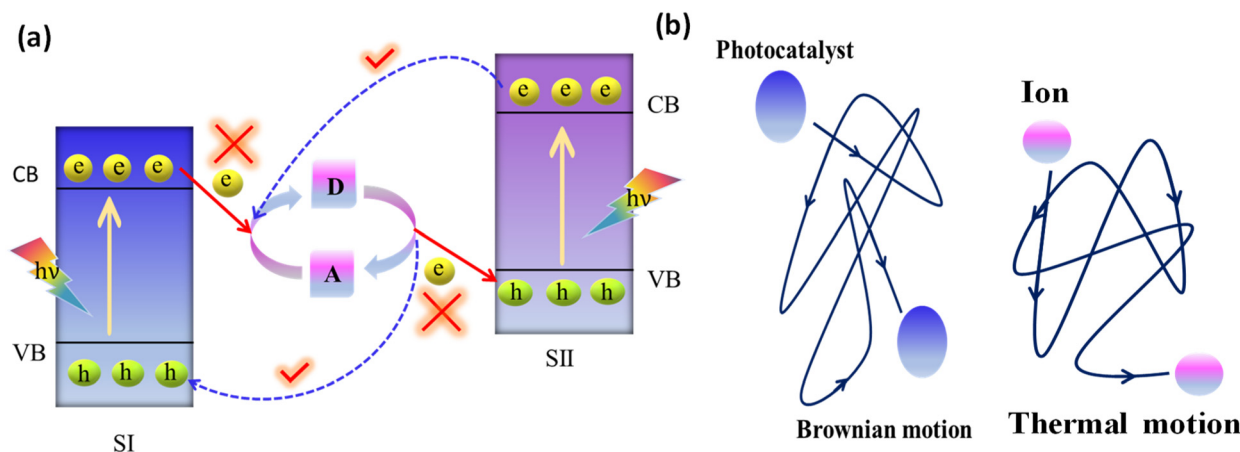 (a)
e e e
CB
hν
VB
h h h
SI
e
D
A
e
e e e
CB
hν
VB
h h h
SII
(b)
Photocatalyst
Ion
Brownian motion
Thermal motion